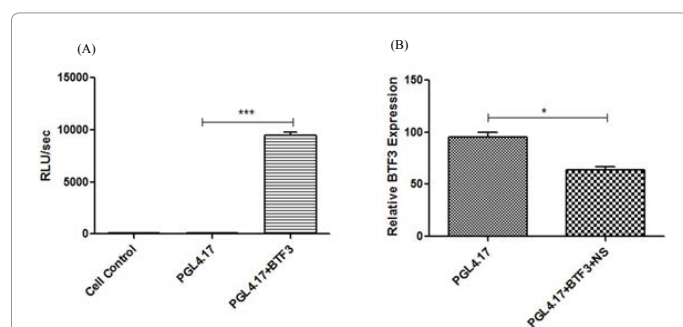 (A)
15000
10000
5000
0
RLU/sec
***
Cell Control
PGL4.17
PGL4.17+BTF3
(B)
150
100
50
0
Relative BTF3 Expression
*
PGL4.17
PGL4.17+BTF3+NS